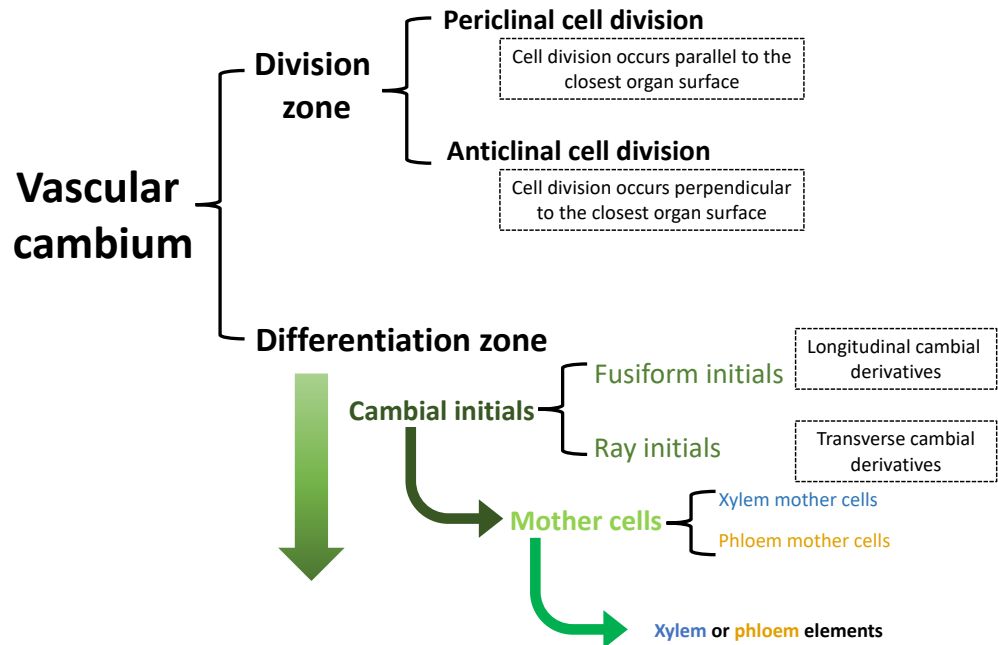 Vascular
cambium
Division
zone
Periclinal cell division
Cell division occurs parallel to the
closest organ surface
Anticlinal cell division
Cell division occurs perpendicular
to the closest organ surface
Differentiation zone
Cambial initials
Fusiform initials
Longitudinal cambial
derivatives
Ray initials
Transverse cambial
derivatives
Mother cells
Xylem mother cells
Phloem mother cells
Xylem or phloem elements